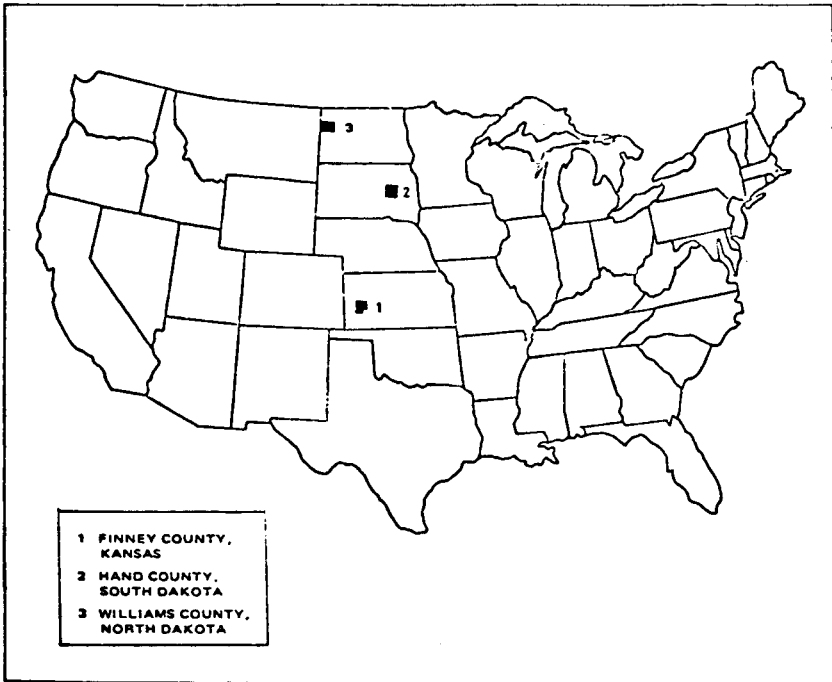 3
2
1
1 FINNEY COUNTY,
KANSAS
2 HAND COUNTY,
SOUTH DAKOTA
3 WILLIAMS COUNTY,
NORTH DAKOTA